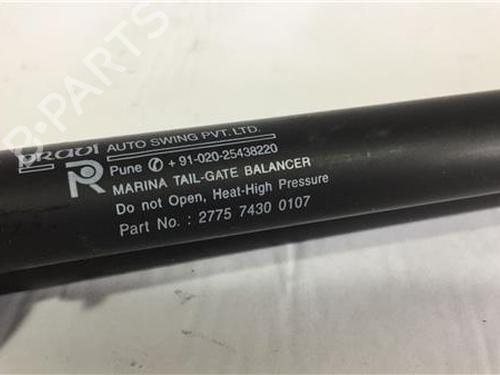 Pravi AUTO SWING PVT. LTD.
R Pune ✆ +91-020-25438220
MARINA TAIL-GATE BALANCER
Do not Open, Heat-High Pressure
Part No. : 2775 7430 0107
B-PARTS